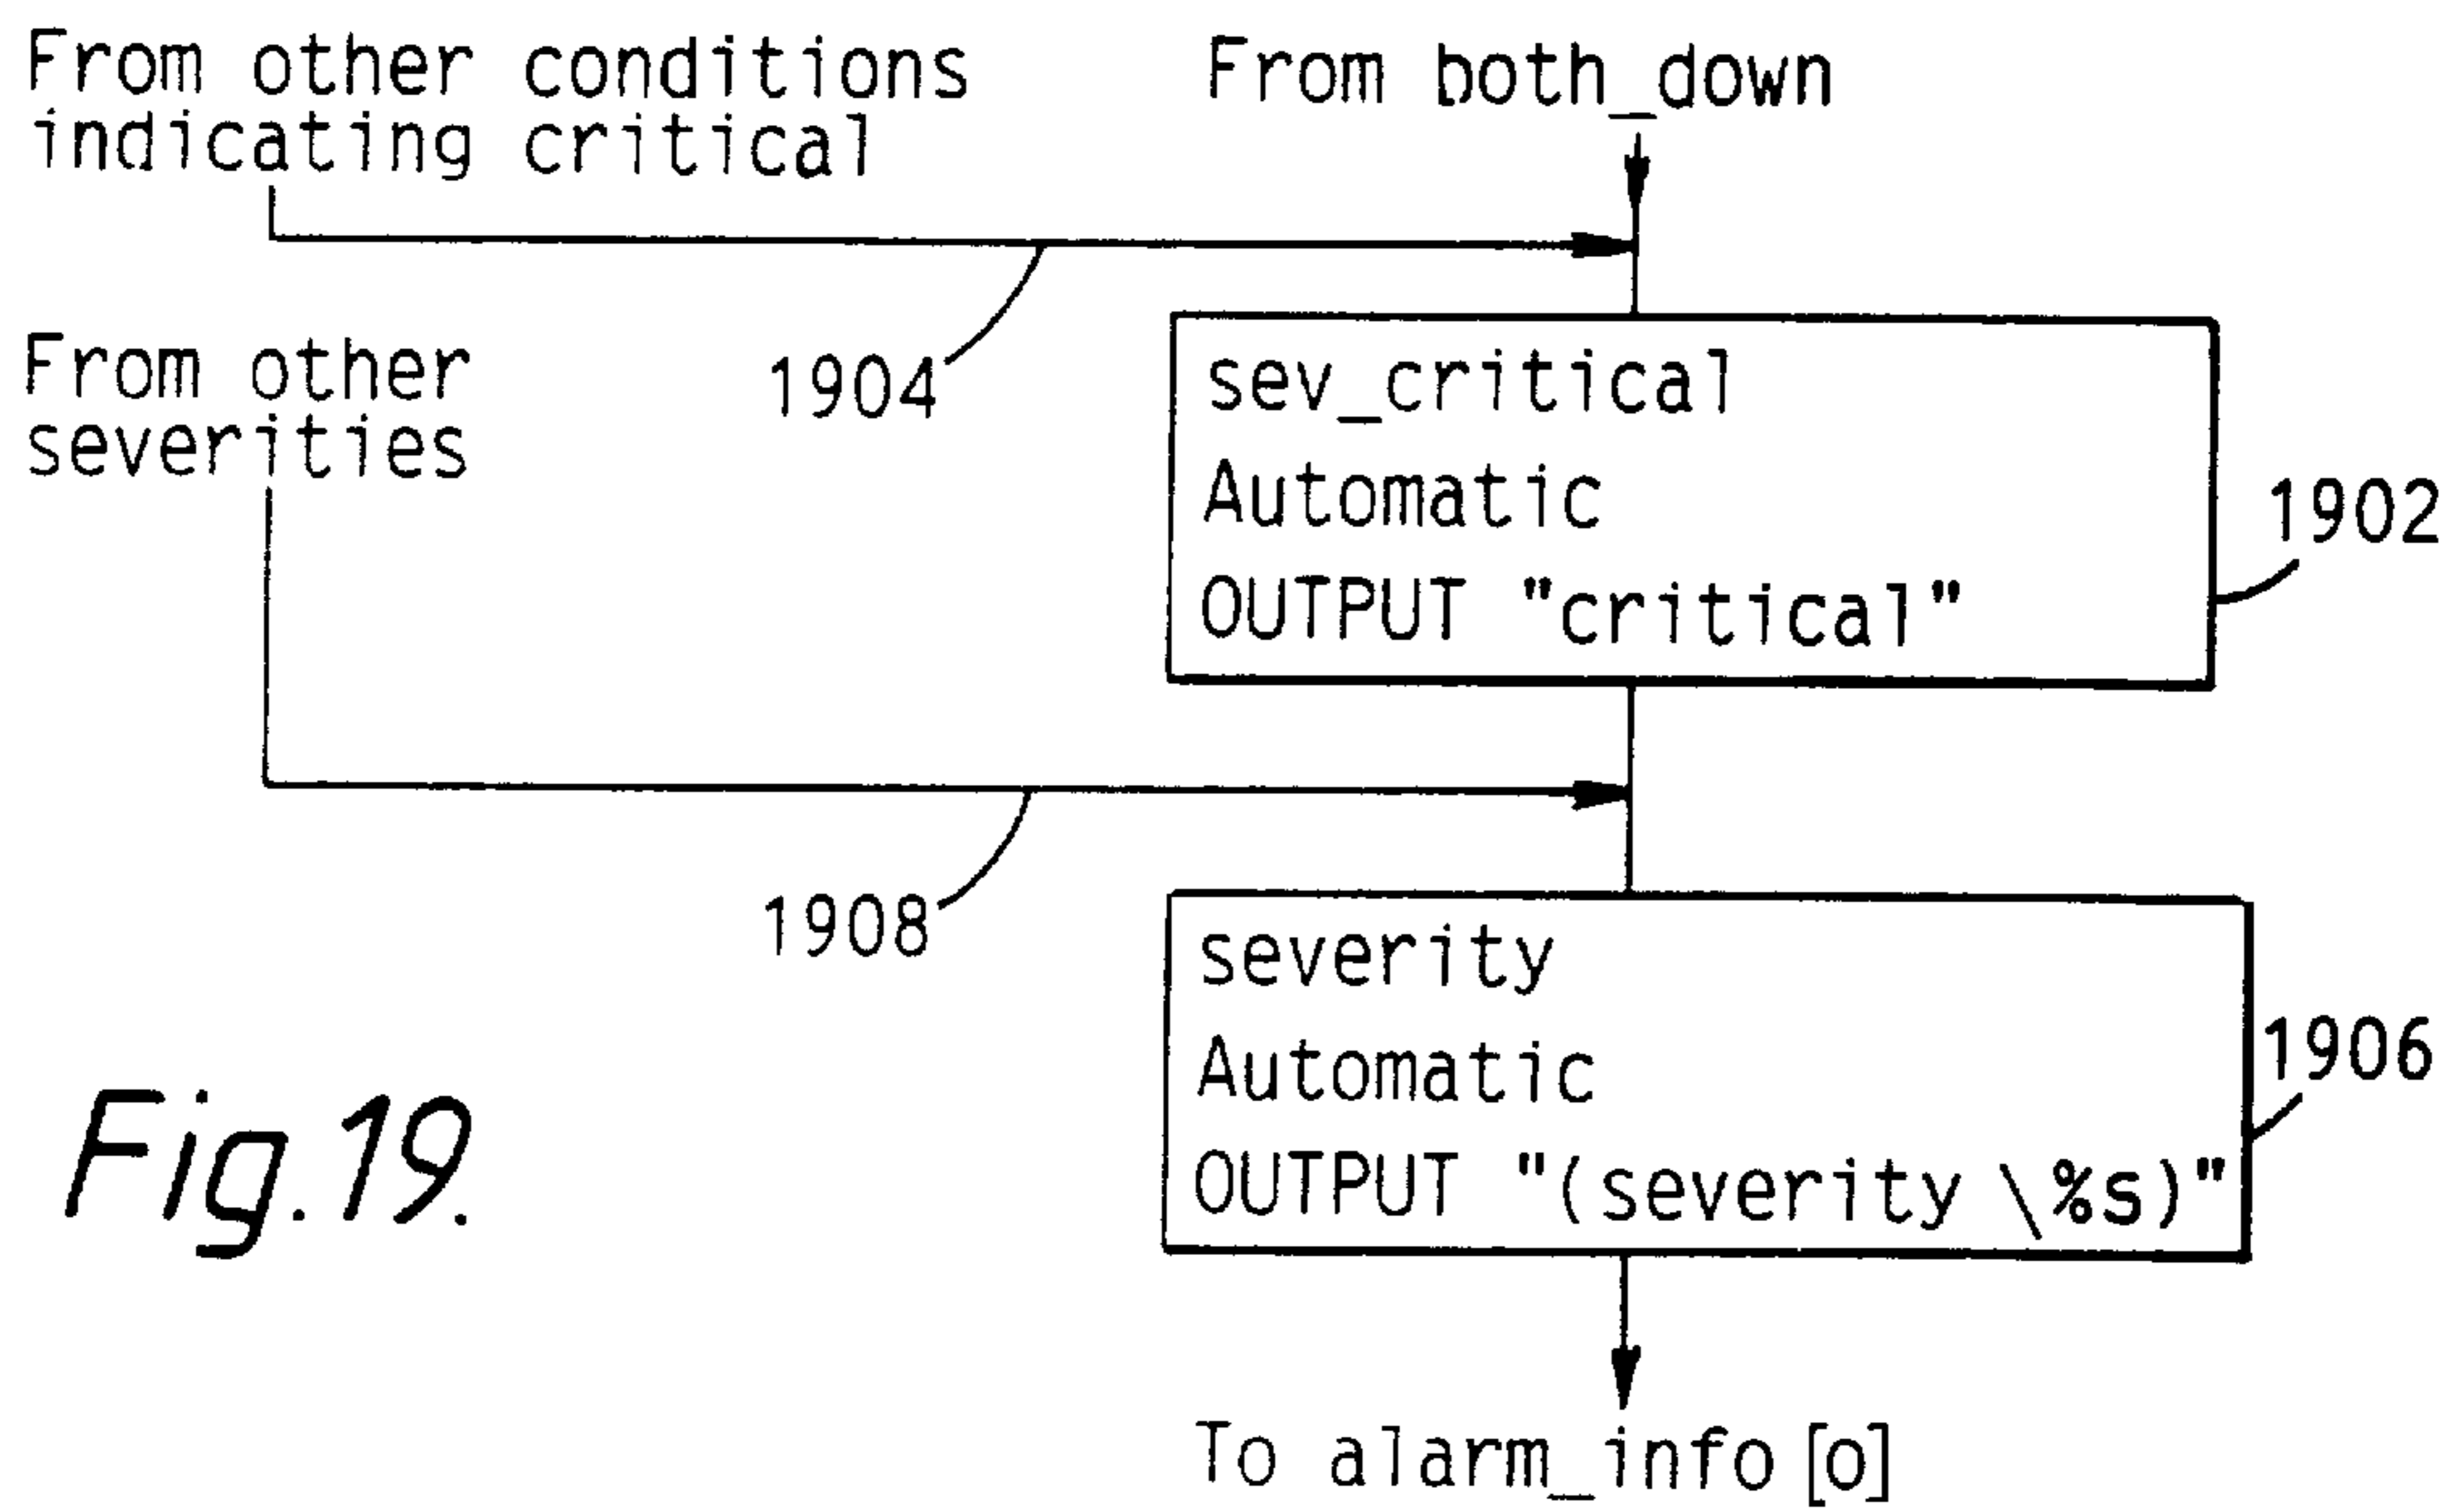 From other conditions
indicating critical
From both_down
1904
From other
severities
sev_critical
Automatic
OUTPUT "critical"
1902
1908
severity
Automatic
OUTPUT "(severity \%s)"
1906
Fig.19.
To alarm_info [o]